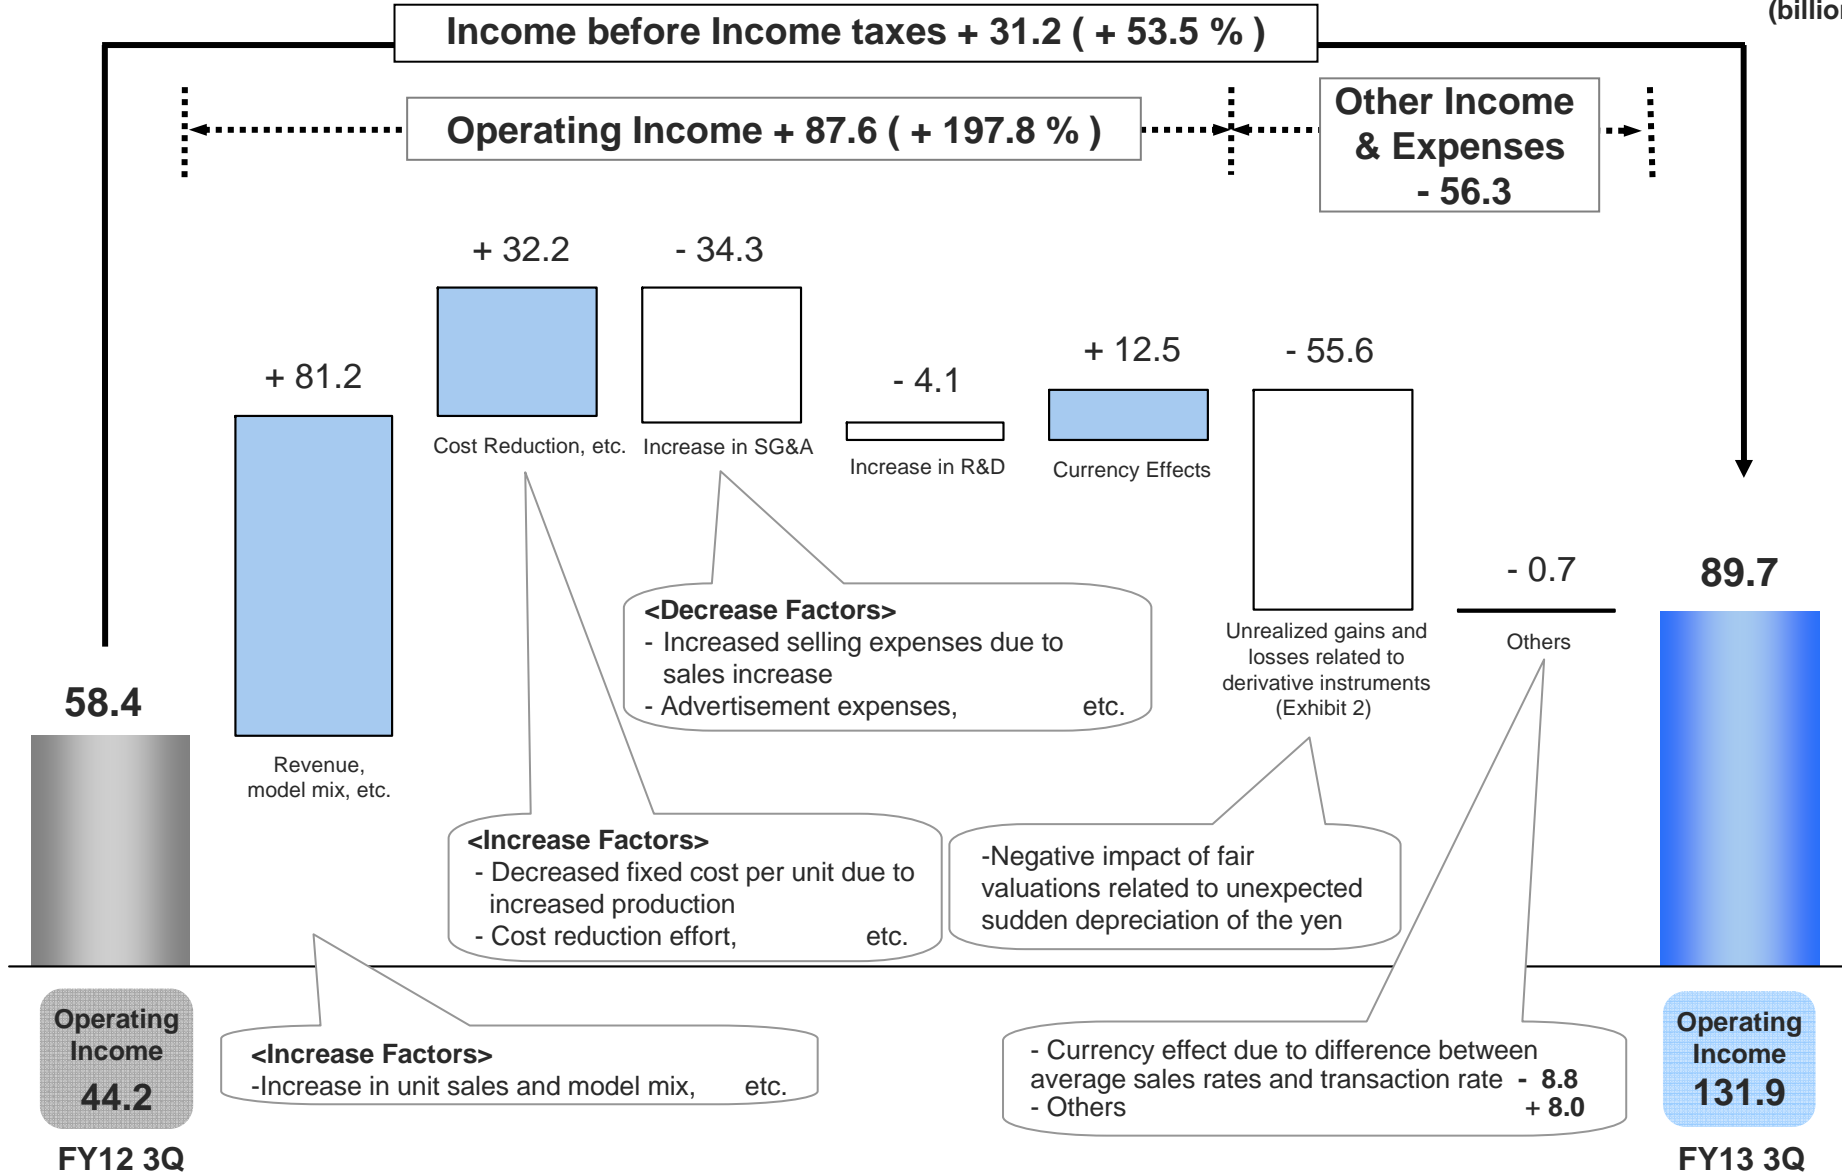 (billion
Income before Income taxes + 31.2 ( + 53.5 % )
Operating Income + 87.6 ( + 197.8 % )
Other Income
& Expenses
- 56.3
+ 32.2
- 34.3
+ 81.2
- 4.1
+ 12.5
- 55.6
- 0.7
89.7
58.4
Cost Reduction, etc.
Increase in SG&A
Increase in R&D
Currency Effects
Revenue,
model mix, etc.
Unrealized gains and
losses related to
derivative instruments
(Exhibit 2)
Others
<Decrease Factors>
- Increased selling expenses due to
sales increase
- Advertisement expenses, etc.
<Increase Factors>
- Decreased fixed cost per unit due to
increased production
- Cost reduction effort, etc.
-Negative impact of fair
valuations related to unexpected
sudden depreciation of the yen
<Increase Factors>
-Increase in unit sales and model mix, etc.
- Currency effect due to difference between
average sales rates and transaction rate - 8.8
- Others + 8.0
Operating
Income
44.2
FY12 3Q
Operating
Income
131.9
FY13 3Q